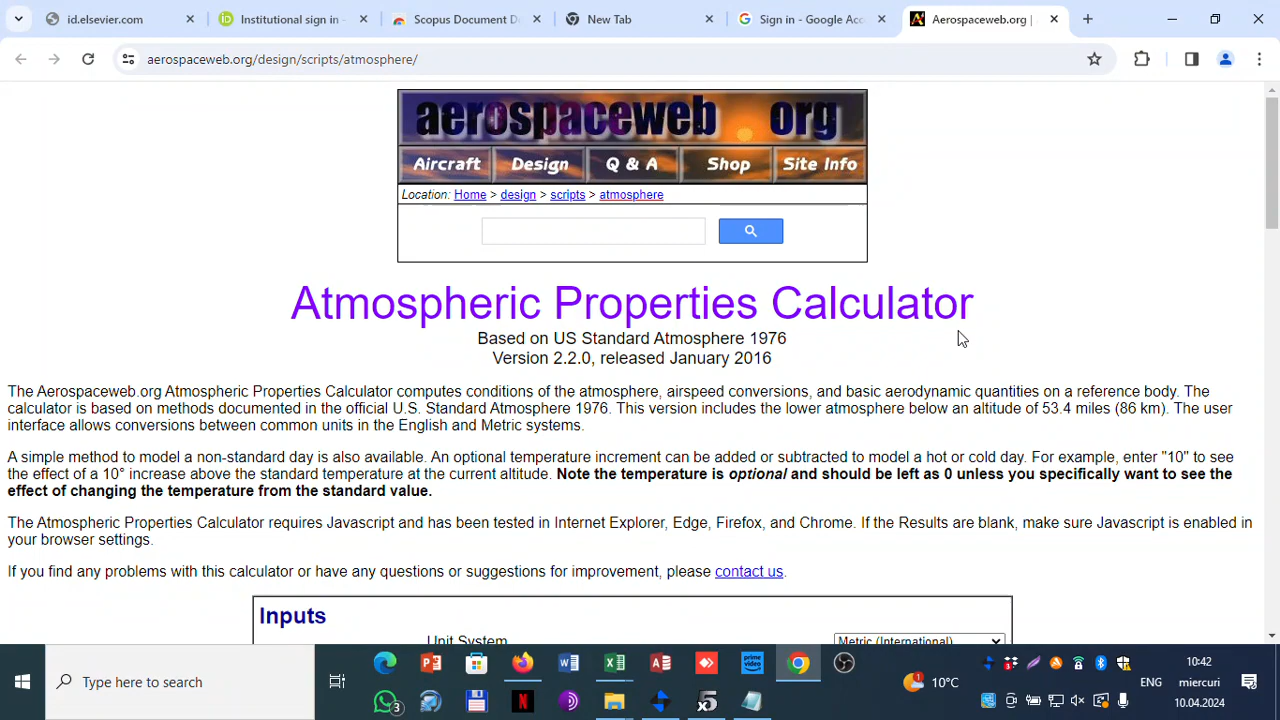 id.elsevier.com
Institutional sign in -
Scopus Document D
New Tab
Sign in - Google Acc
Aerospaceweb.org |
aerospaceweb.org/design/scripts/atmosphere/
aerospaceweb org
Aircraft Design Q & A Shop Site Info
Location: Home > design > scripts > atmosphere
Atmospheric Properties Calculator
Based on US Standard Atmosphere 1976
Version 2.2.0, released January 2016
The Aerospaceweb.org Atmospheric Properties Calculator computes conditions of the atmosphere, airspeed conversions, and basic aerodynamic quantities on a reference body. The
calculator is based on methods documented in the official U.S. Standard Atmosphere 1976. This version includes the lower atmosphere below an altitude of 53.4 miles (86 km). The user
interface allows conversions between common units in the English and Metric systems.
A simple method to model a non-standard day is also available. An optional temperature increment can be added or subtracted to model a hot or cold day. For example, enter "10" to see
the effect of a 10° increase above the standard temperature at the current altitude. Note the temperature is optional and should be left as 0 unless you specifically want to see the
effect of changing the temperature from the standard value.
The Atmospheric Properties Calculator requires Javascript and has been tested in Internet Explorer, Edge, Firefox, and Chrome. If the Results are blank, make sure Javascript is enabled in
your browser settings.
If you find any problems with this calculator or have any questions or suggestions for improvement, please contact us.
Inputs
Unit System
Metric (International)
Type here to search
3
1
10°C
ENG
10:42
miercuri
10.04.2024